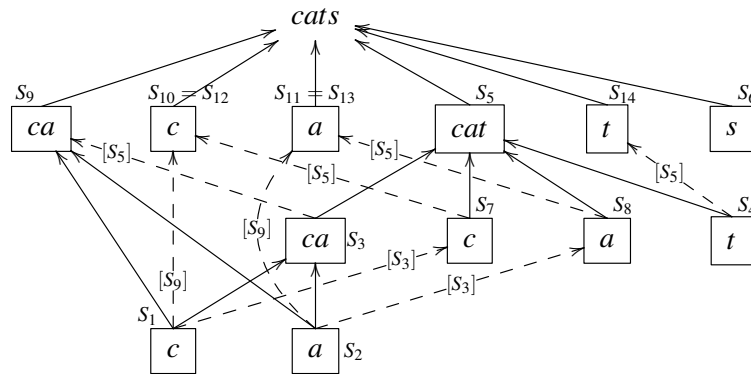 cats
S₉ S₁₀ = S₁₂ S₁₁ = S₁₃ S₅ S₁₄ S₆
ca c a cat t s
[S₅] [S₅] [S₅] [S₅]
S₇ S₈ S₄
[S₉] ca S₃ c a t
[S₉] [S₃] [S₃]
S₁
c a S₂